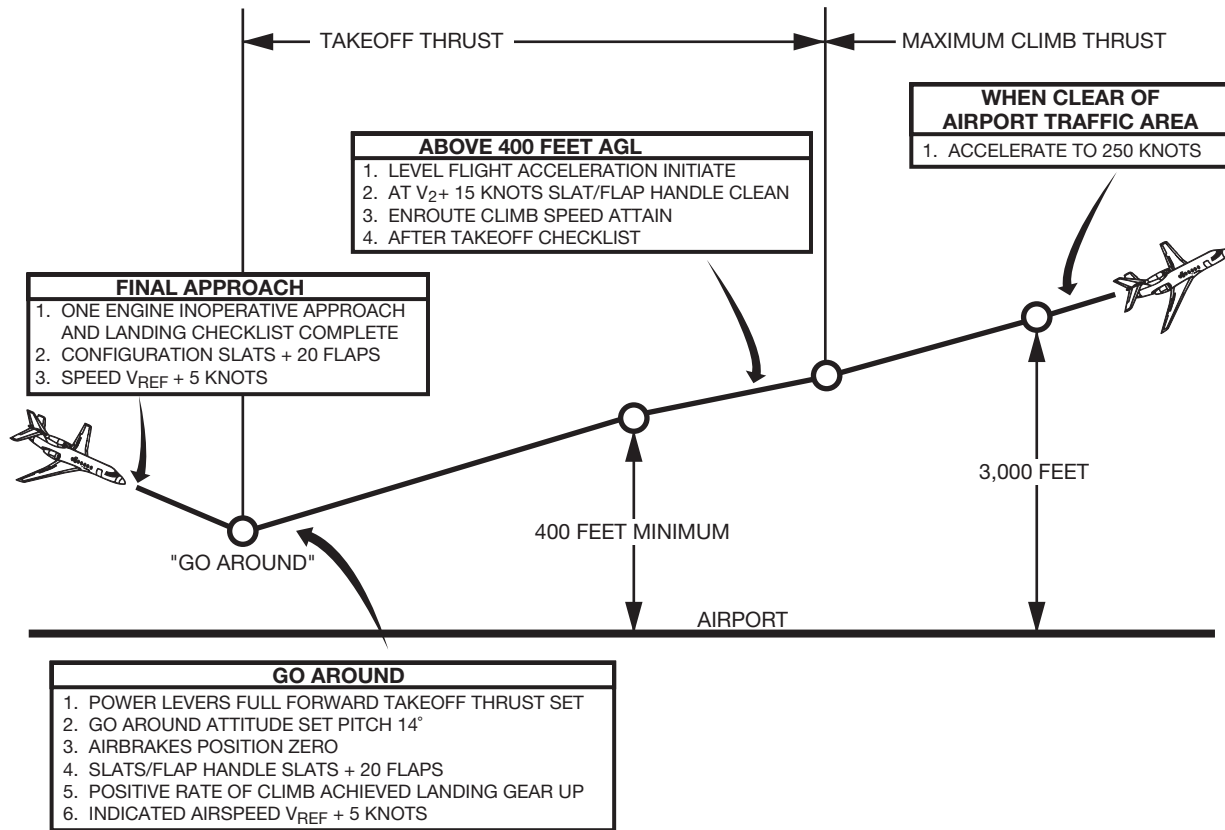 TAKEOFF THRUST
MAXIMUM CLIMB THRUST
WHEN CLEAR OF
AIRPORT TRAFFIC AREA
1. ACCELERATE TO 250 KNOTS
ABOVE 400 FEET AGL
1. LEVEL FLIGHT ACCELERATION INITIATE
2. AT V2+ 15 KNOTS SLAT/FLAP HANDLE CLEAN
3. ENROUTE CLIMB SPEED ATTAIN
4. AFTER TAKEOFF CHECKLIST
FINAL APPROACH
1. ONE ENGINE INOPERATIVE APPROACH
AND LANDING CHECKLIST COMPLETE
2. CONFIGURATION SLATS + 20 FLAPS
3. SPEED VREF + 5 KNOTS
3,000 FEET
400 FEET MINIMUM
"GO AROUND"
AIRPORT
GO AROUND
1. POWER LEVERS FULL FORWARD TAKEOFF THRUST SET
2. GO AROUND ATTITUDE SET PITCH 14°
3. AIRBRAKES POSITION ZERO
4. SLATS/FLAP HANDLE SLATS + 20 FLAPS
5. POSITIVE RATE OF CLIMB ACHIEVED LANDING GEAR UP
6. INDICATED AIRSPEED VREF + 5 KNOTS